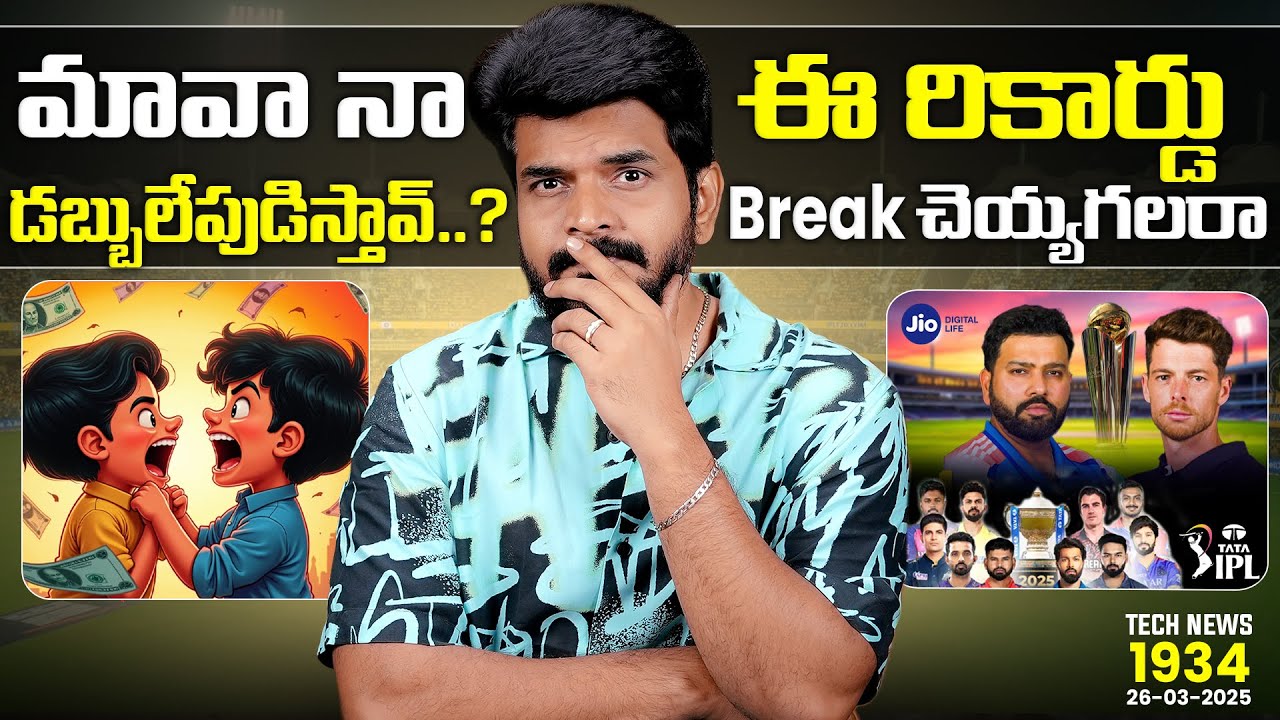 మావా నా
డబ్బులేపుడిస్తావ్..?
ఈ రికార్డు
Break చెయ్యగలరా
Jio DIGITAL
LIFE
2025
TATA
IPL
TECH NEWS
1934
26-03-2025